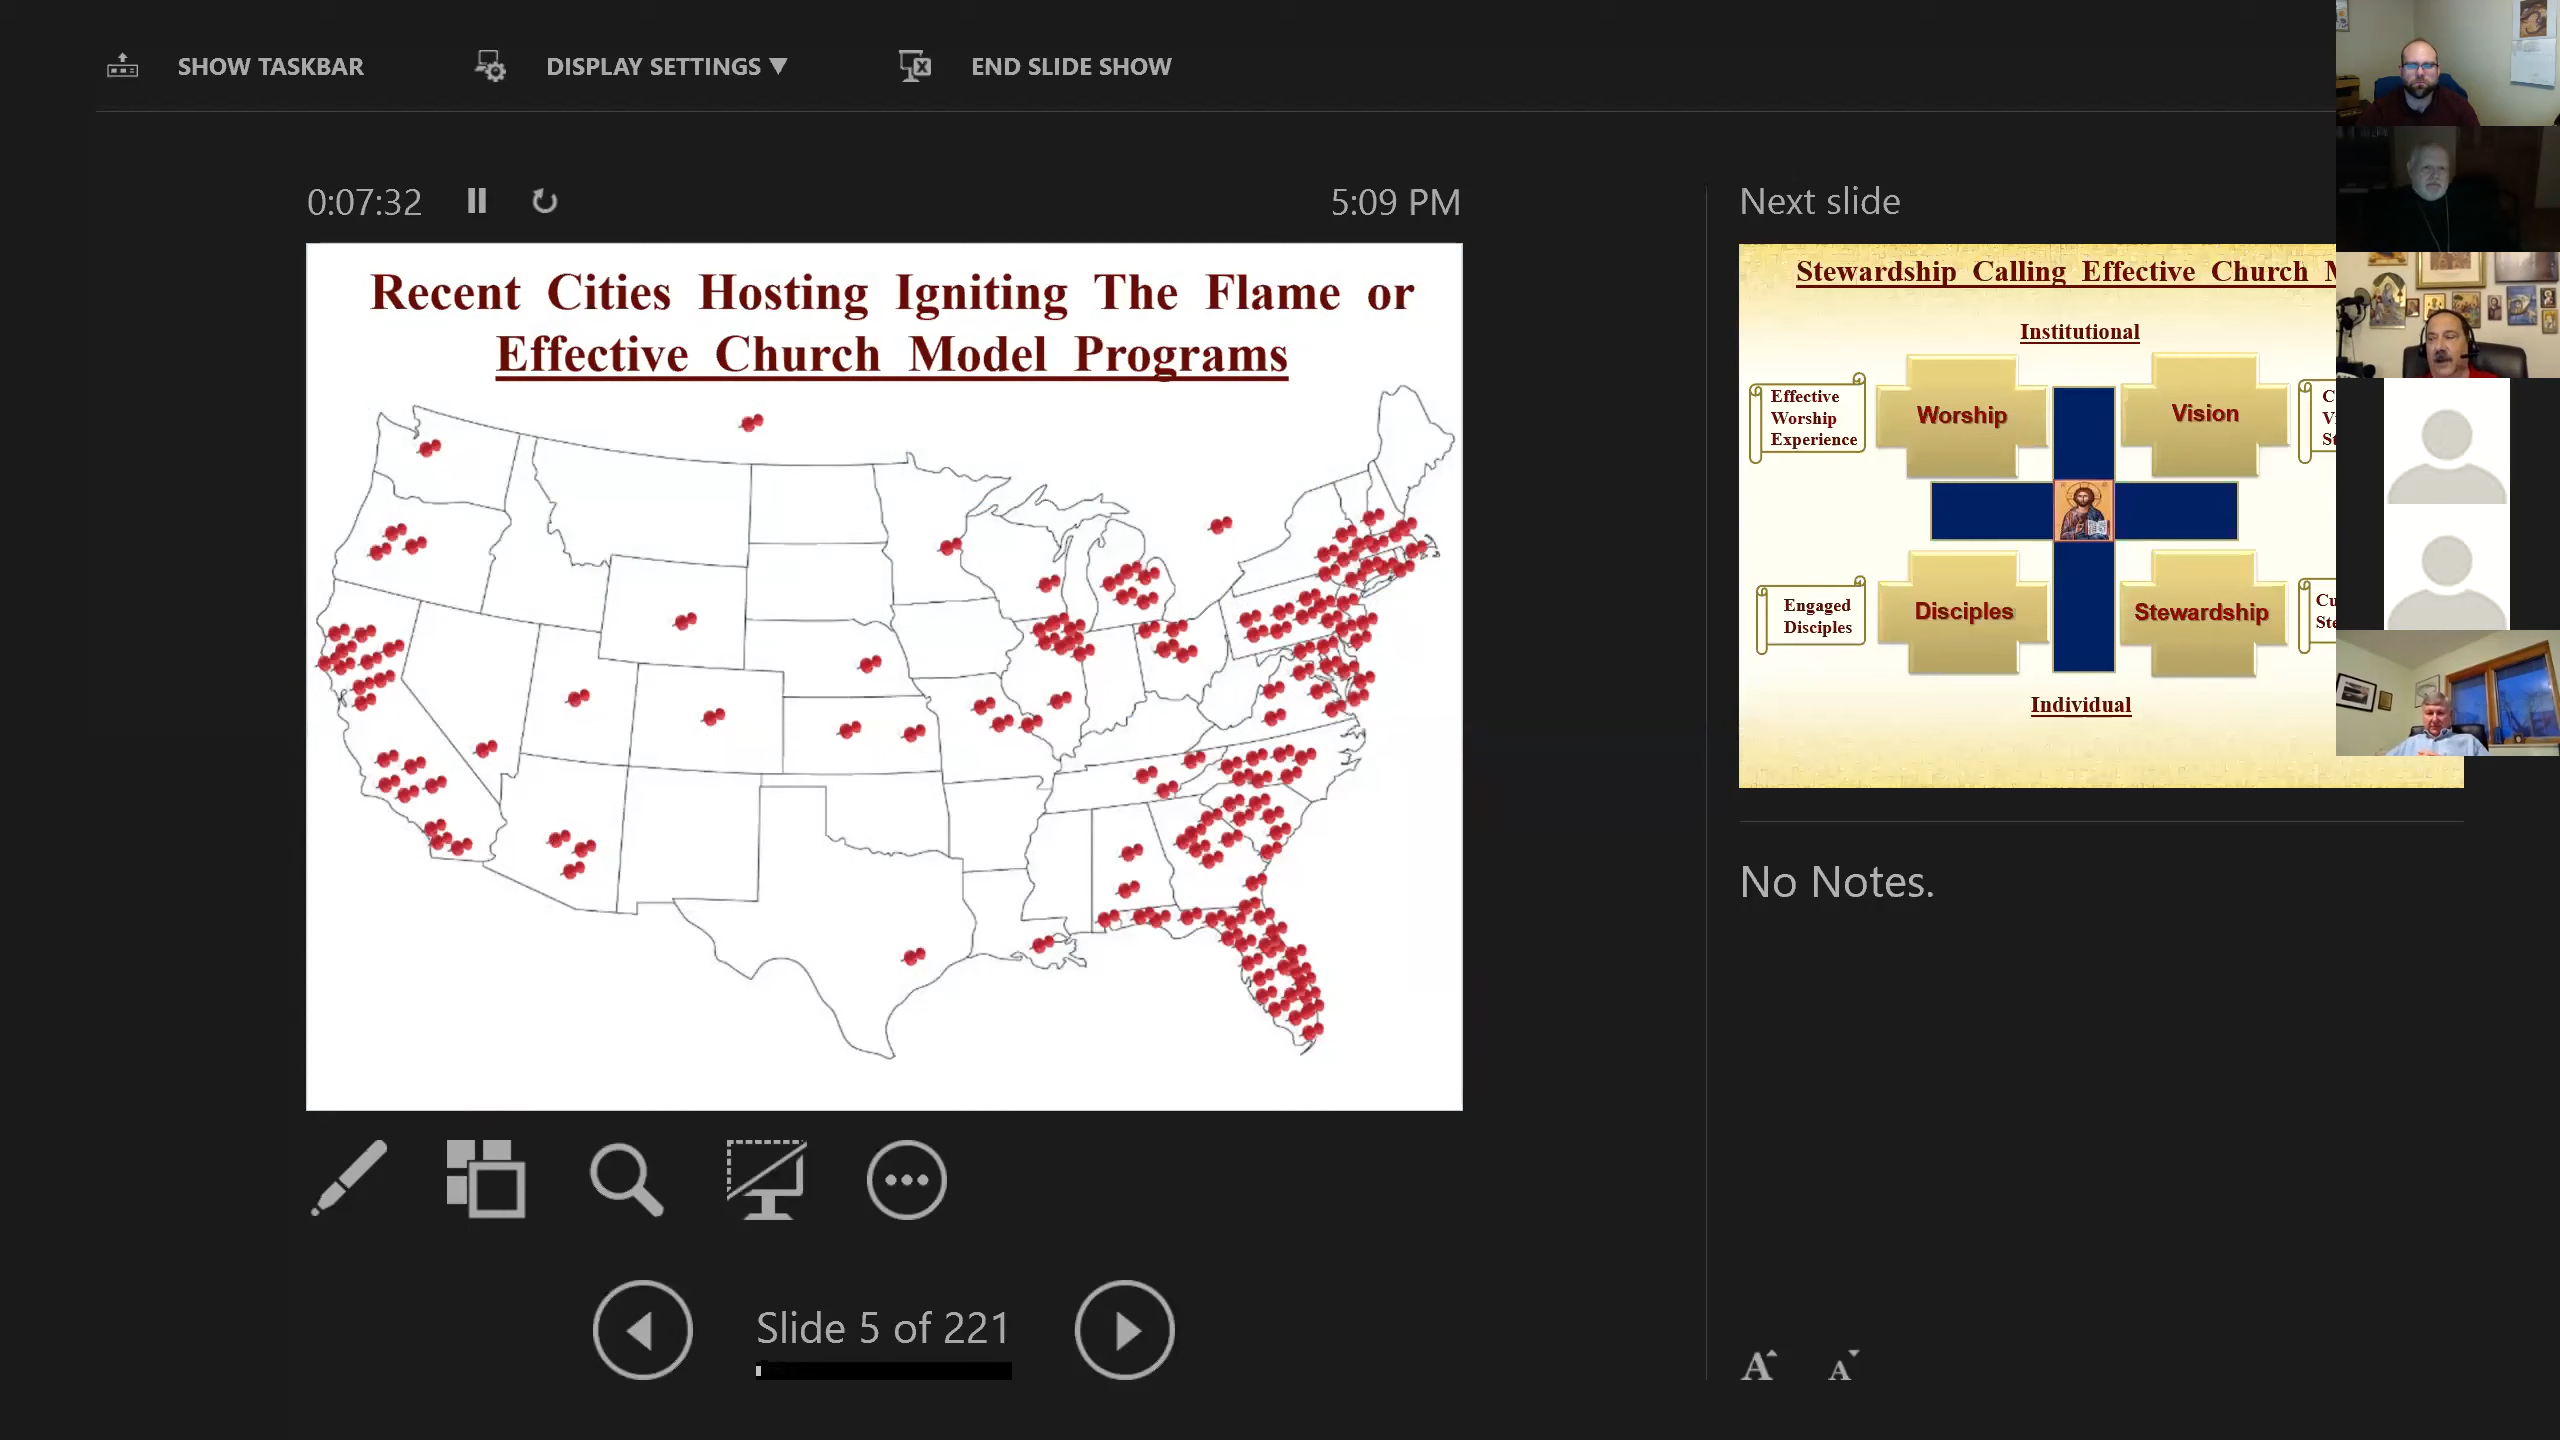 SHOW TASKBAR
DISPLAY SETTINGS ▼
END SLIDE SHOW
0:07:32
5:09 PM
Next slide
Recent Cities Hosting Igniting The Flame or
Effective Church Model Programs
Stewardship Calling Effective Church M
Institutional
Effective
Worship
Experience
Worship
Vision
Engaged
Disciples
Disciples
Stewardship
Cu
Ste
Individual
No Notes.
Slide 5 of 221
A
A